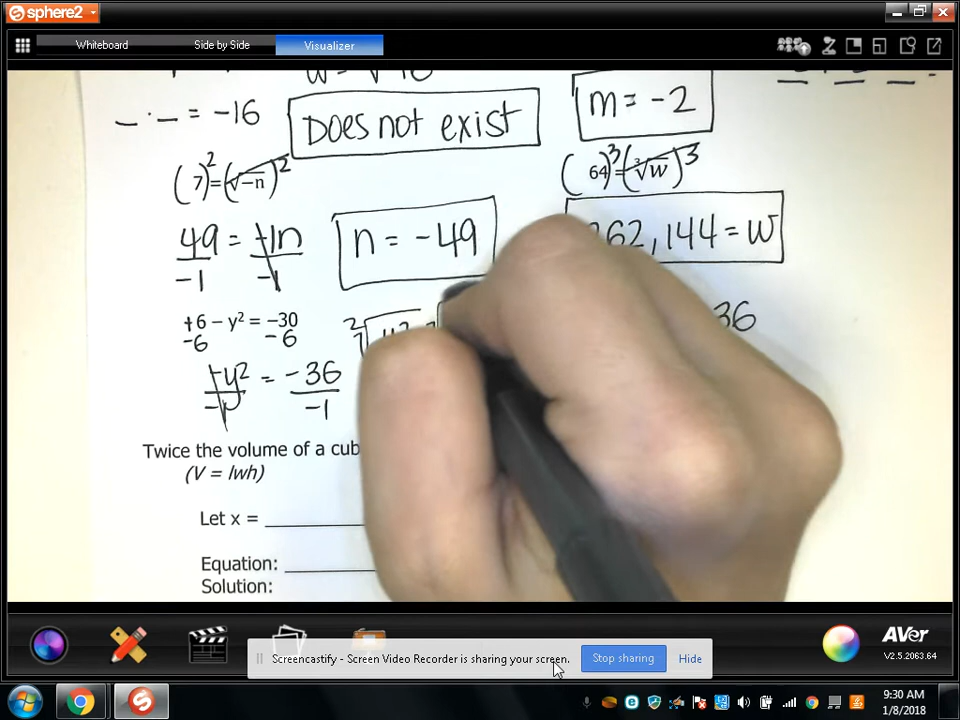 sphere2
Whiteboard Side by Side Visualizer
_ · _ = -16
Does not exist
m = -2
(7)² = (√-n)²
(64)³ = (³√w)³
49 = -1n
-1 -1
n = -49
262,144 = w
+6 - y² = -30
-6 -6
36
-y² = -36
-1 -1
Twice the volume of a cub
(V = lwh)
Let x = ____________
Equation: ____________
Solution:
Screencastify - Screen Video Recorder is sharing your screen.
Stop sharing
Hide
AVer
V2.5.2063.64
9:30 AM
1/8/2018